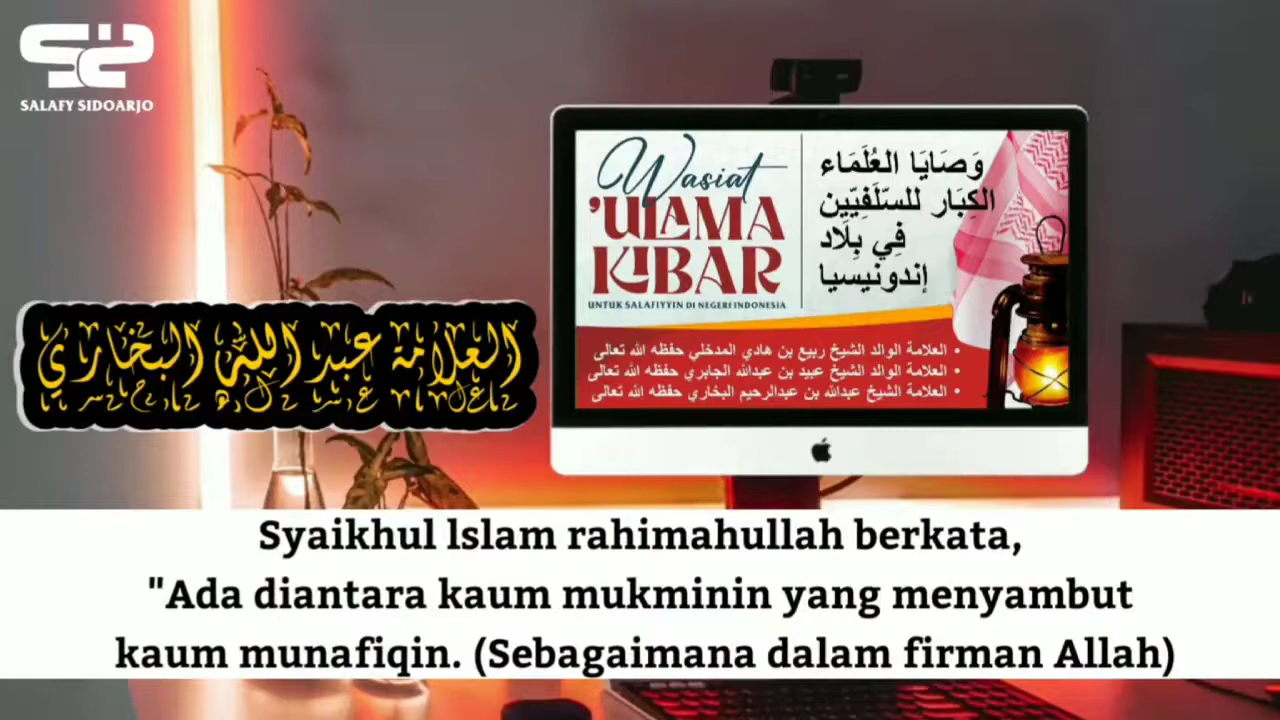 SALAFY SIDOARJO
Wasiat
'ULAMA
KIBAR
UNTUK SALAFIYYIN DI NEGERI INDONESIA
وَصَايَا العُلَمَاء
الكِبَار للسّلَفِيّين
فِي بِلَاد
إندونيسيا
• العلامة الوالد الشيخ ربيع بن هادي المدخلي حفظه الله تعالى
• العلامة الوالد الشيخ عبيد بن عبدالله الجابري حفظه الله تعالى
• العلامة الشيخ عبدالله بن عبدالرحيم البخاري حفظه الله تعالى
العلامة عبد الله البخاري
Syaikhul lslam rahimahullah berkata,
"Ada diantara kaum mukminin yang menyambut
kaum munafiqin. (Sebagaimana dalam firman Allah)